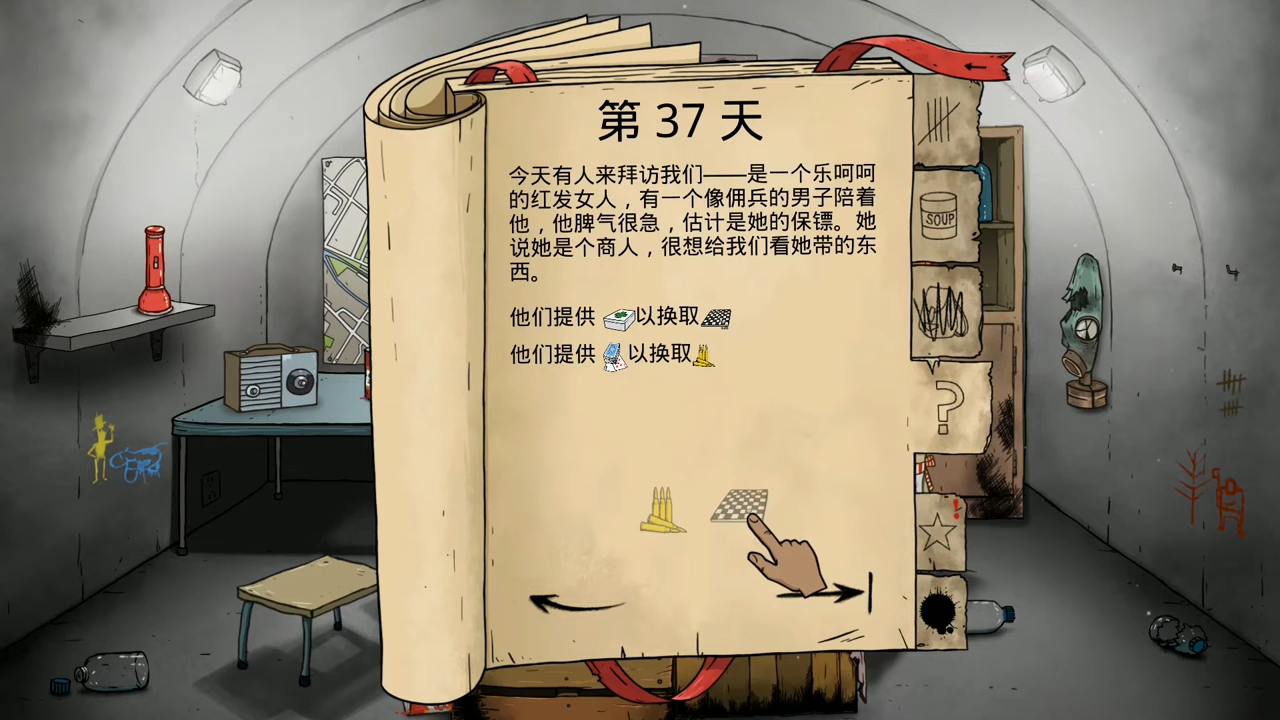 第 37 天
今天有人来拜访我们——是一个乐呵呵
的红发女人，有一个像佣兵的男子陪着
他，他脾气很急，估计是她的保镖。她
说她是个商人，很想给我们看她带的东
西。
他们提供 以换取
他们提供 以换取
SOUP
?
!